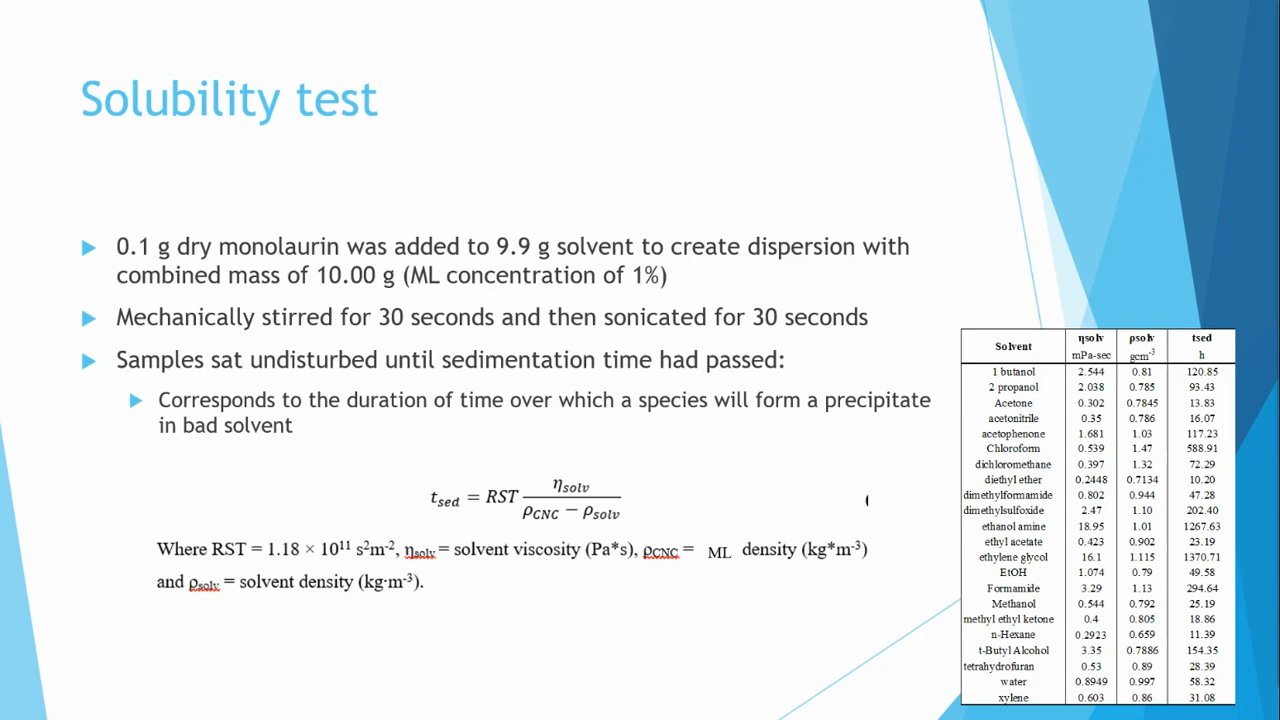 Solubility test
0.1 g dry monolaurin was added to 9.9 g solvent to create dispersion with
combined mass of 10.00 g (ML concentration of 1%)
Mechanically stirred for 30 seconds and then sonicated for 30 seconds
Samples sat undisturbed until sedimentation time had passed:
Corresponds to the duration of time over which a species will form a precipitate
in bad solvent
t_sed = RST η_solv / (ρ_CNC − ρ_solv) (
Where RST = 1.18 × 10¹¹ s²m⁻², η_solv = solvent viscosity (Pa*s), ρ_CNC = ML density (kg*m⁻³)
and ρ_solv = solvent density (kg·m⁻³).
Solvent ηsolv ρsolv tsed
mPa-sec gcm⁻³ h
1 butanol 2.544 0.81 120.85
2 propanol 2.038 0.785 93.43
Acetone 0.302 0.7845 13.83
acetonitrile 0.35 0.786 16.07
acetophenone 1.681 1.03 117.23
Chloroform 0.539 1.47 588.91
dichloromethane 0.397 1.32 72.29
diethyl ether 0.2448 0.7134 10.20
dimethylformamide 0.802 0.944 47.28
dimethylsulfoxide 2.47 1.10 202.40
ethanol amine 18.95 1.01 1267.63
ethyl acetate 0.423 0.902 23.19
ethylene glycol 16.1 1.115 1370.71
EtOH 1.074 0.79 49.58
Formamide 3.29 1.13 294.64
Methanol 0.544 0.792 25.19
methyl ethyl ketone 0.4 0.805 18.86
n-Hexane 0.2923 0.659 11.39
t-Butyl Alcohol 3.35 0.7886 154.35
tetrahydrofuran 0.53 0.89 28.39
water 0.8949 0.997 58.32
xylene 0.603 0.86 31.08